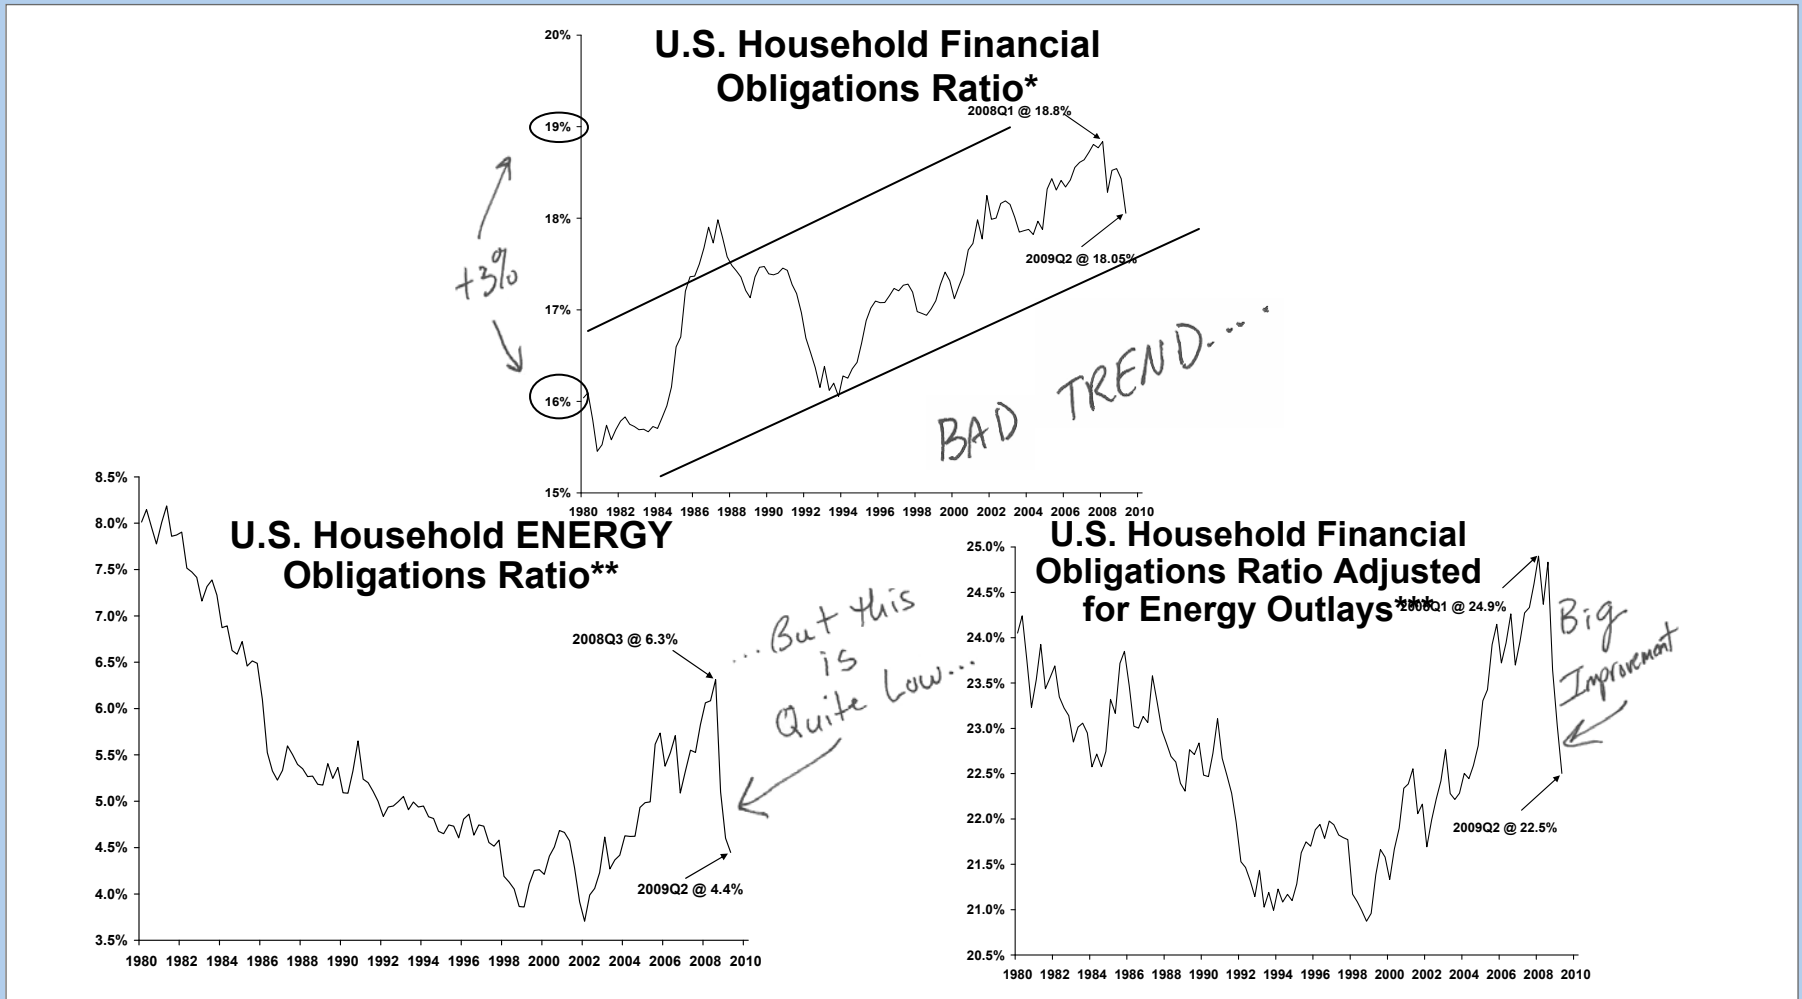 U.S. Household Financial
Obligations Ratio*
20%
19%
18%
17%
16%
15%
2008Q1 @ 18.8%
2009Q2 @ 18.05%
+3%
BAD TREND....
1980 1982 1984 1986 1988 1990 1992 1994 1996 1998 2000 2002 2004 2006 2008 2010
U.S. Household ENERGY
Obligations Ratio**
8.5%
8.0%
7.5%
7.0%
6.5%
6.0%
5.5%
5.0%
4.5%
4.0%
3.5%
2008Q3 @ 6.3%
2009Q2 @ 4.4%
...But this
is
Quite Low...
1980 1982 1984 1986 1988 1990 1992 1994 1996 1998 2000 2002 2004 2006 2008 2010
U.S. Household Financial
Obligations Ratio Adjusted
for Energy Outlays***
25.0%
24.5%
24.0%
23.5%
23.0%
22.5%
22.0%
21.5%
21.0%
20.5%
2008Q1 @ 24.9%
2009Q2 @ 22.5%
Big
Improvement
1980 1982 1984 1986 1988 1990 1992 1994 1996 1998 2000 2002 2004 2006 2008 2010